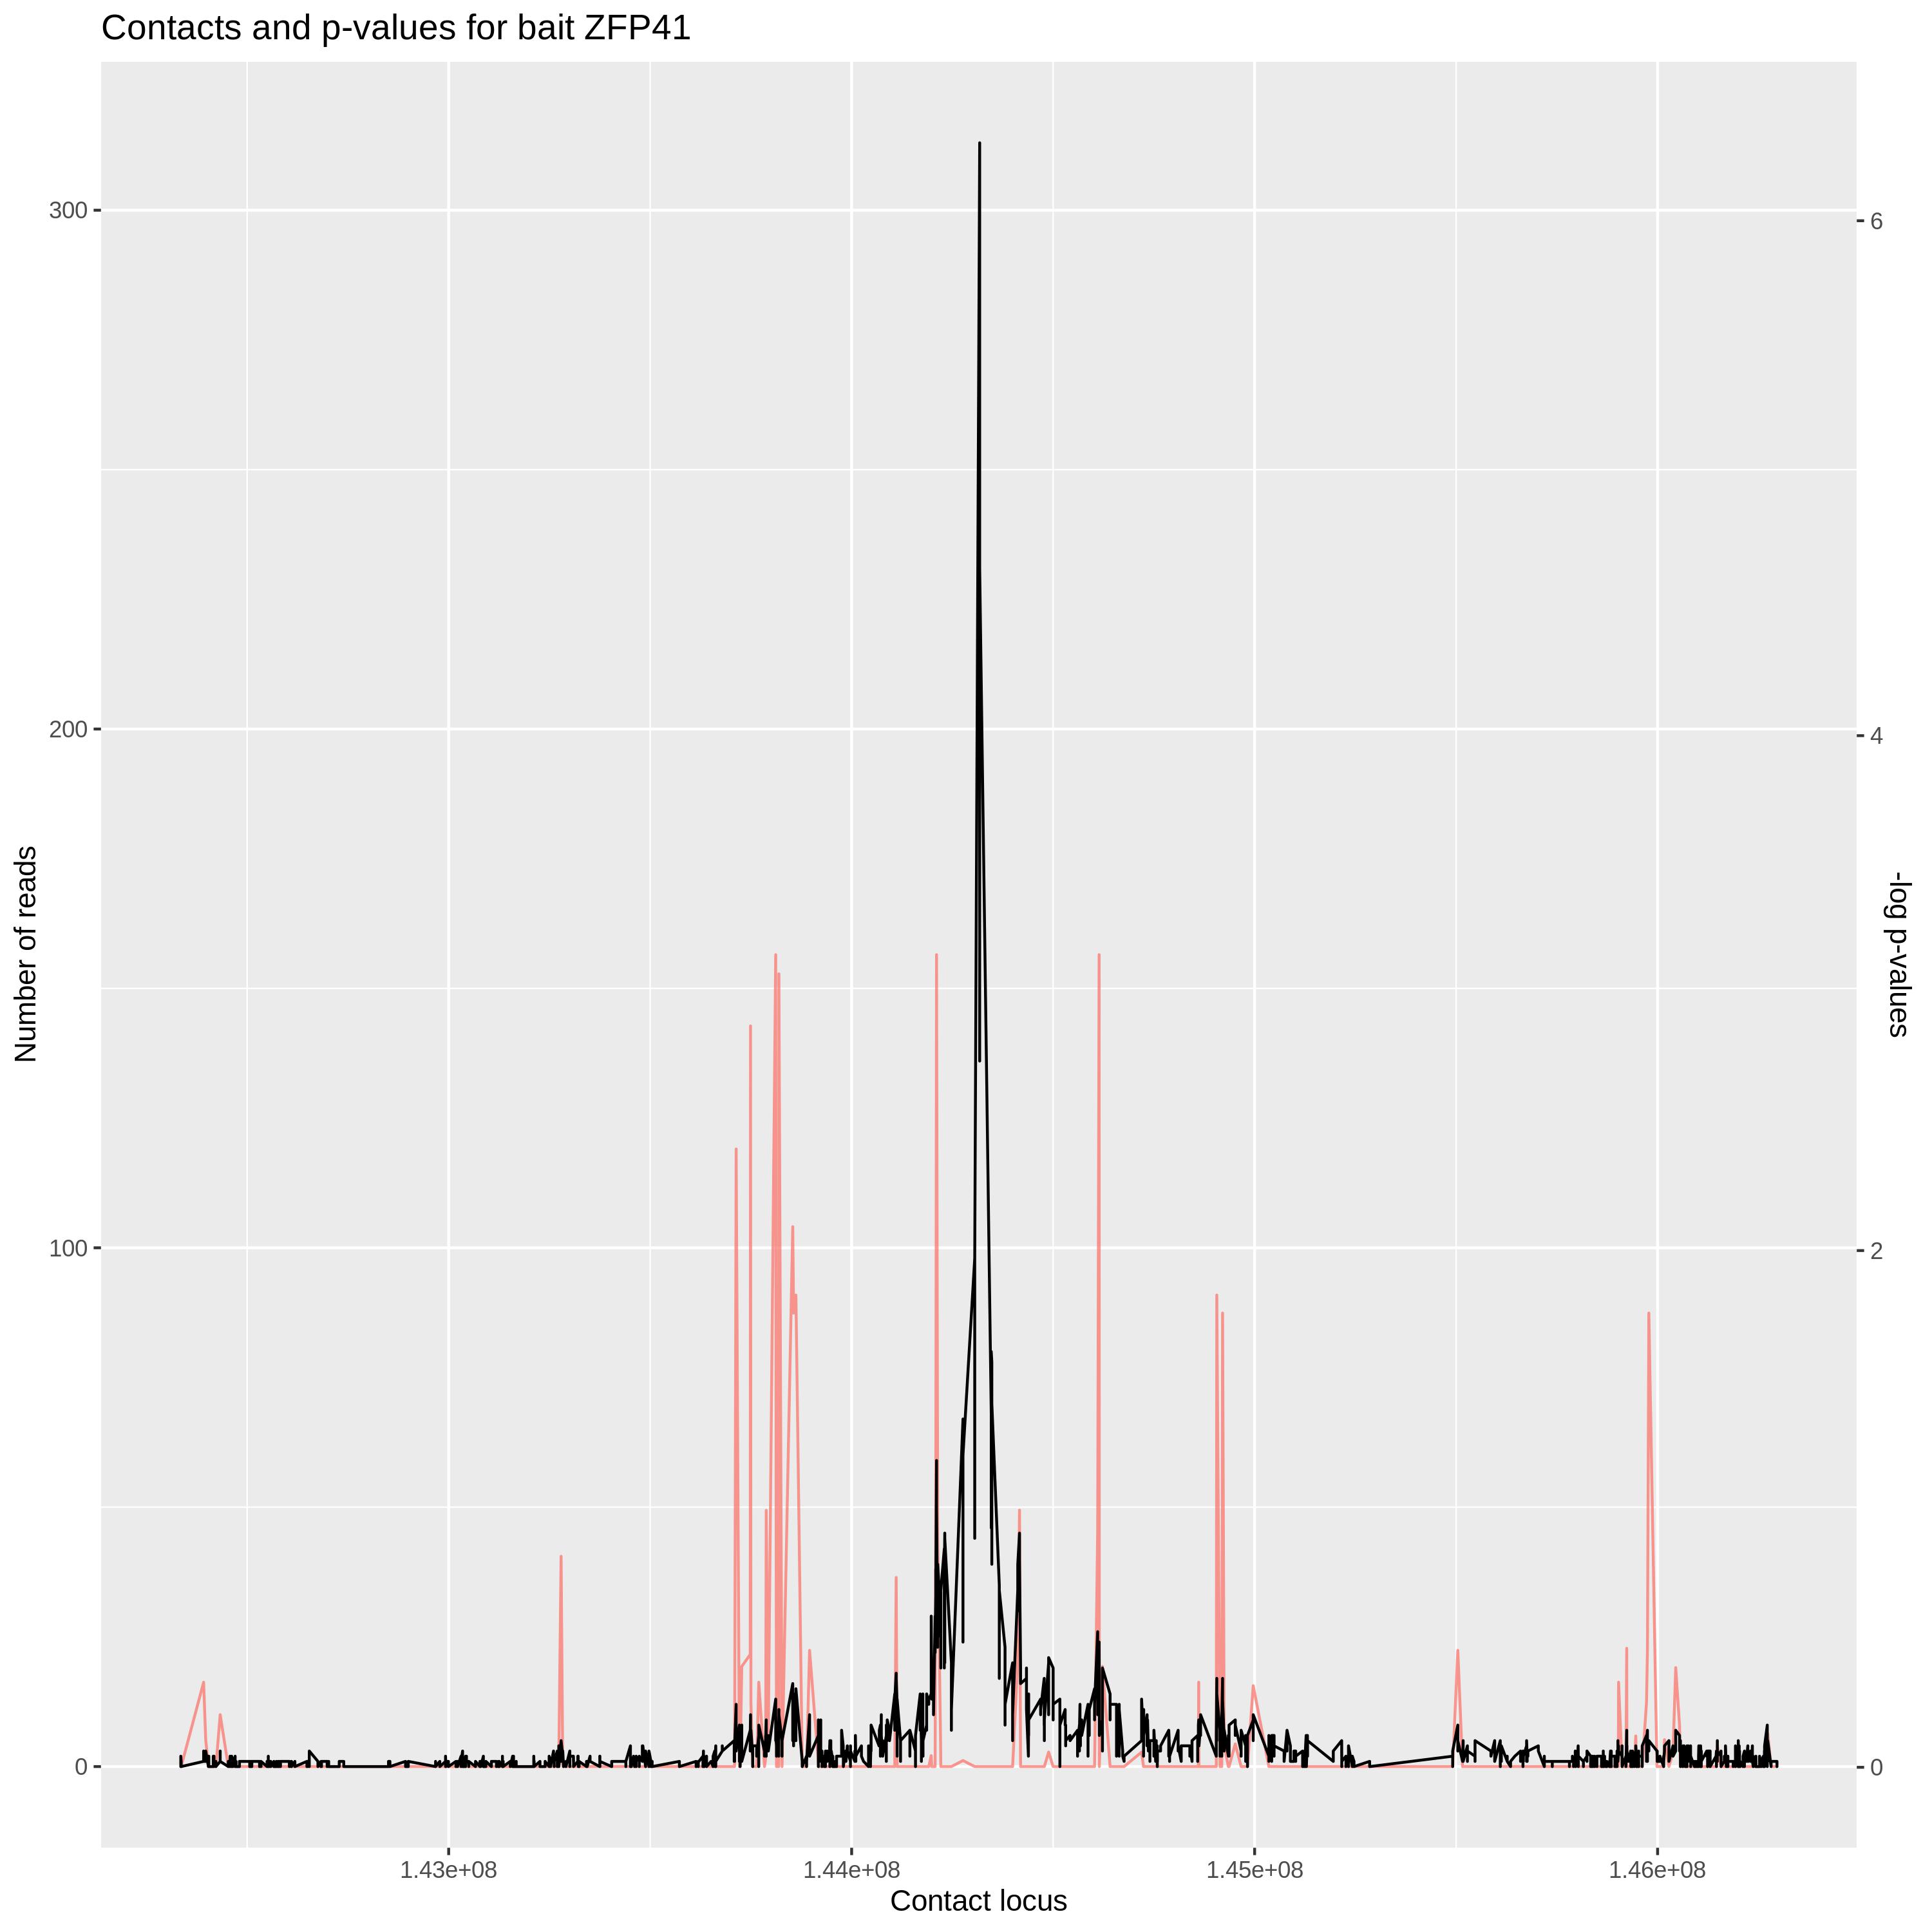 Contacts and p-values for bait ZFP41
300
200
100
0
Number of reads
6
4
2
0
-log p-values
1.43e+08
1.44e+08
1.45e+08
1.46e+08
Contact locus